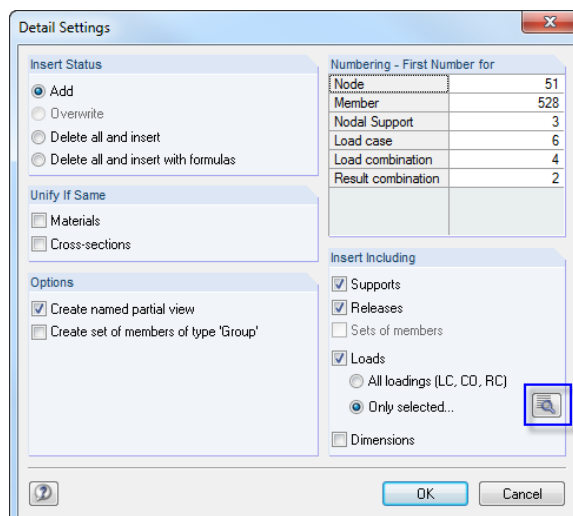 Detail Settings
Insert Status
Add
Overwrite
Delete all and insert
Delete all and insert with formulas
Unify If Same
Materials
Cross-sections
Options
Create named partial view
Create set of members of type 'Group'
Numbering - First Number for
Node 51
Member 528
Nodal Support 3
Load case 6
Load combination 4
Result combination 2
Insert Including
Supports
Releases
Sets of members
Loads
All loadings (LC, CO, RC)
Only selected...
Dimensions
OK Cancel